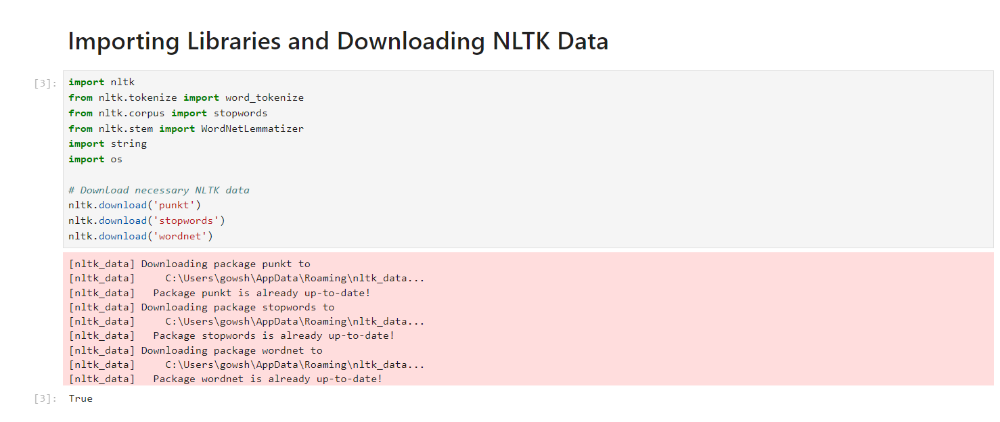 Importing Libraries and Downloading NLTK Data
[3]:
import nltk
from nltk.tokenize import word_tokenize
from nltk.corpus import stopwords
from nltk.stem import WordNetLemmatizer
import string
import os
# Download necessary NLTK data
nltk.download('punkt')
nltk.download('stopwords')
nltk.download('wordnet')
[nltk_data] Downloading package punkt to
[nltk_data]     C:\Users\gowsh\AppData\Roaming\nltk_data...
[nltk_data]   Package punkt is already up-to-date!
[nltk_data] Downloading package stopwords to
[nltk_data]     C:\Users\gowsh\AppData\Roaming\nltk_data...
[nltk_data]   Package stopwords is already up-to-date!
[nltk_data] Downloading package wordnet to
[nltk_data]     C:\Users\gowsh\AppData\Roaming\nltk_data...
[nltk_data]   Package wordnet is already up-to-date!
[3]: True